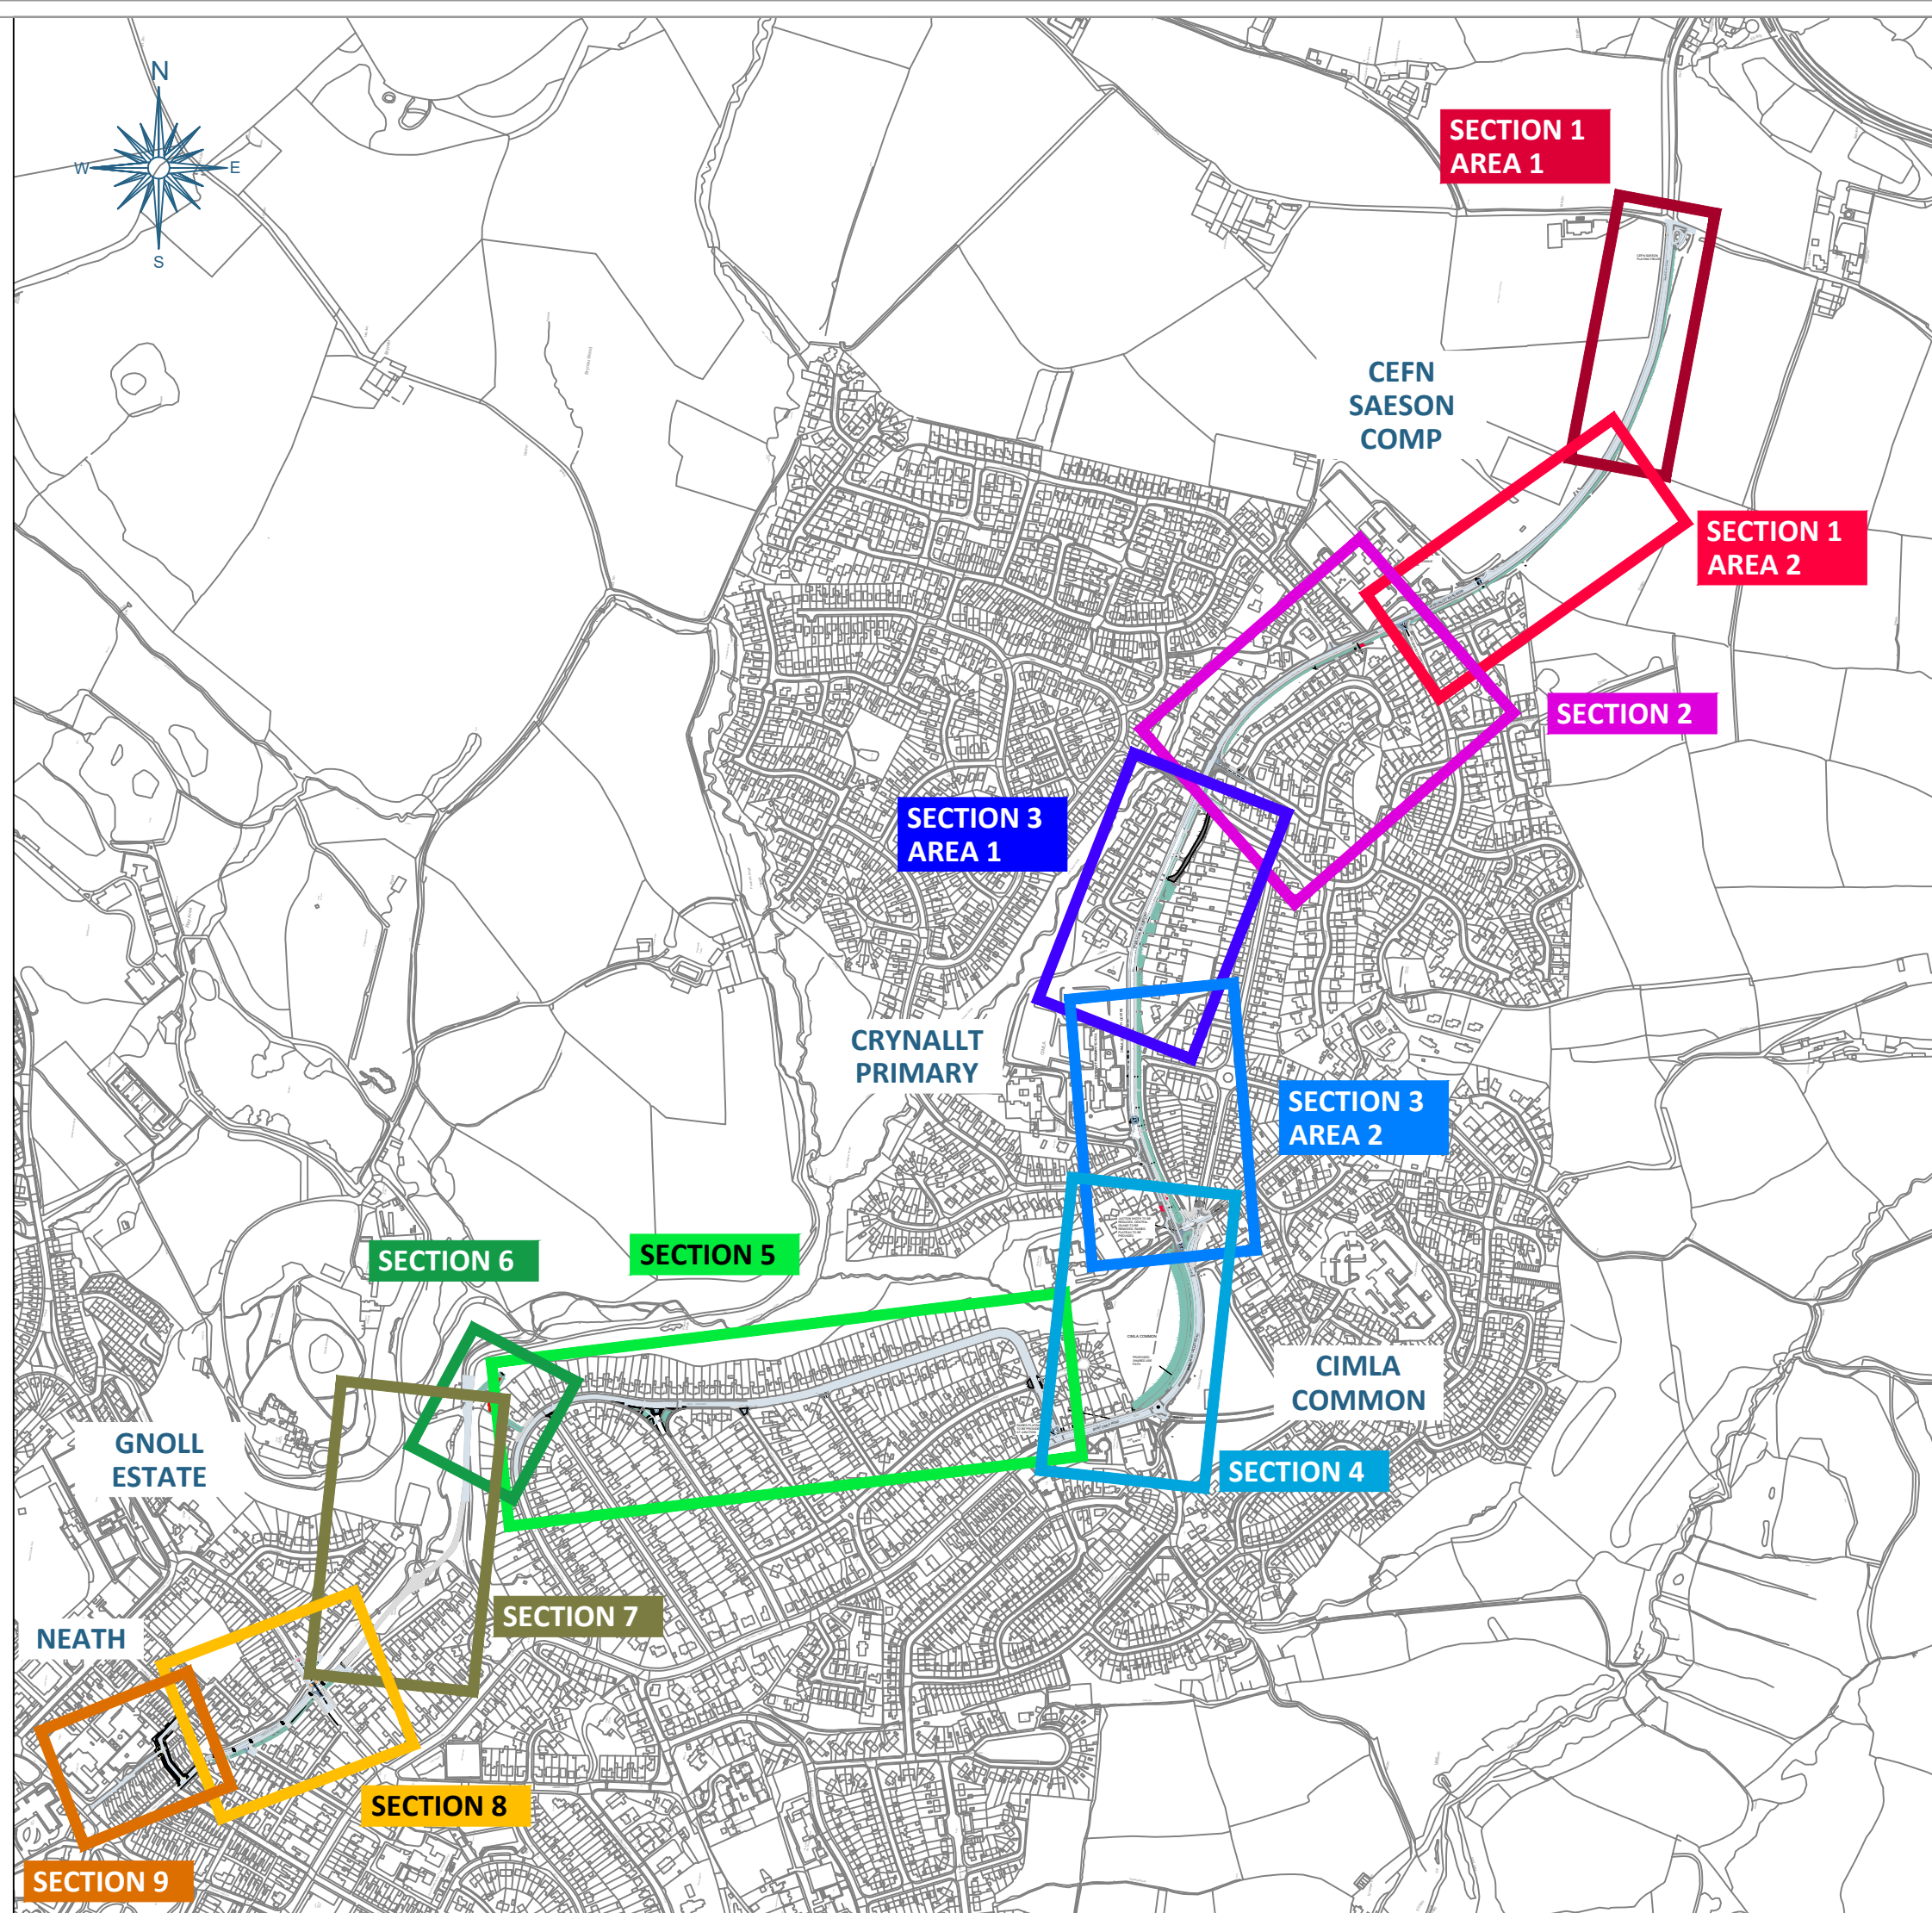 N
W
E
S
SECTION 1
AREA 1
CEFN
SAESON
COMP
SECTION 1
AREA 2
SECTION 2
SECTION 3
AREA 1
CRYNALLT
PRIMARY
SECTION 3
AREA 2
SECTION 6
SECTION 5
CIMLA COMMON
CIMLA
COMMON
GNOLL
ESTATE
SECTION 4
SECTION 7
NEATH
SECTION 8
SECTION 9